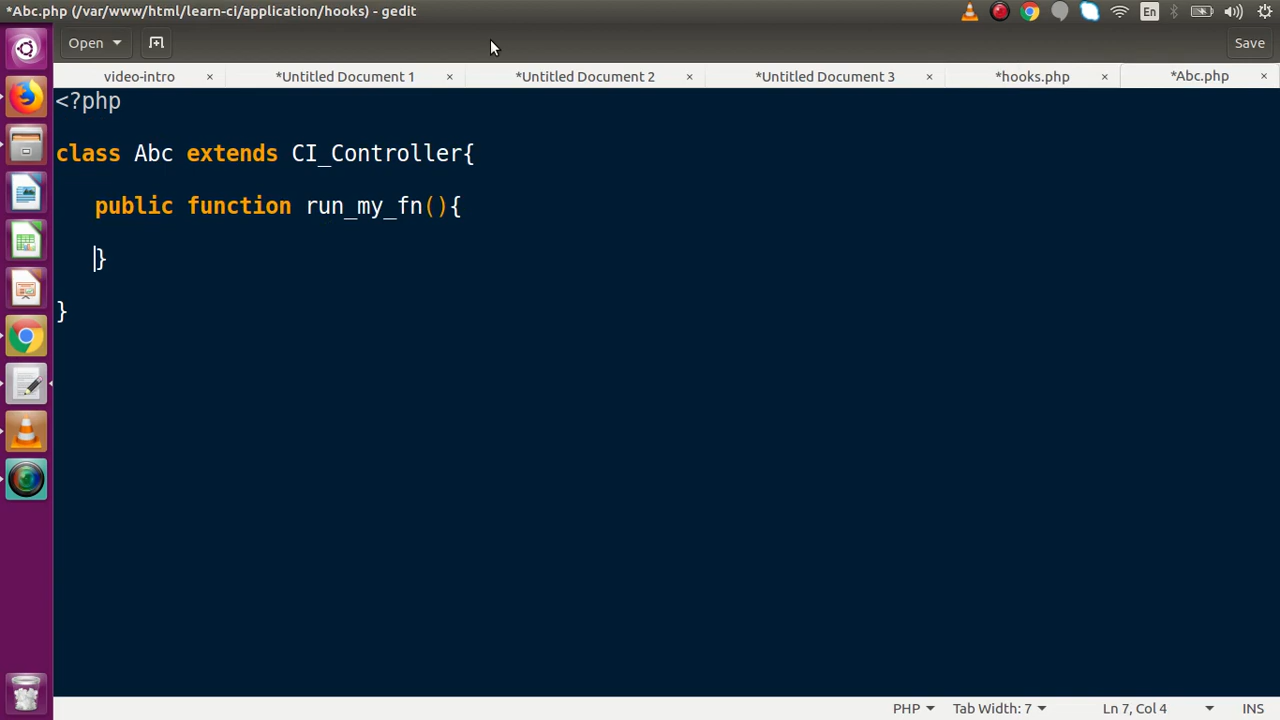 *Abc.php (/var/www/html/learn-ci/application/hooks) - gedit
En
Open
Save
video-intro × *Untitled Document 1 × *Untitled Document 2 × *Untitled Document 3 × *hooks.php × *Abc.php ×
<?php
class Abc extends CI_Controller{
public function run_my_fn(){
}
}
PHP Tab Width: 7 Ln 7, Col 4 INS